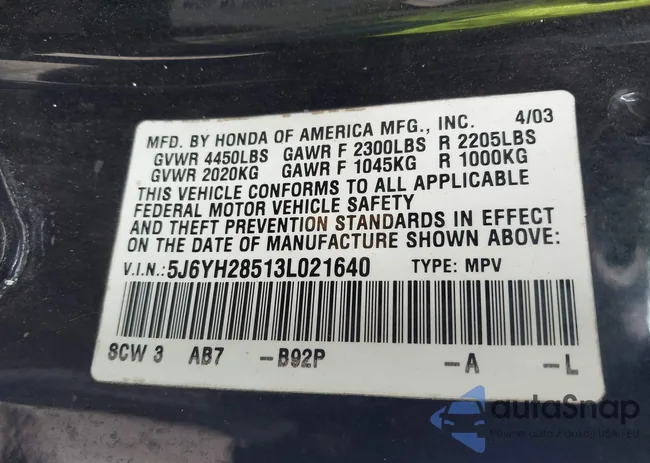 MFD. BY HONDA OF AMERICA MFG., INC. 4/03
GVWR 4450LBS GAWR F 2300LBS R 2205LBS
GVWR 2020KG GAWR F 1045KG R 1000KG
THIS VEHICLE CONFORMS TO ALL APPLICABLE
FEDERAL MOTOR VEHICLE SAFETY
AND THEFT PREVENTION STANDARDS IN EFFECT
ON THE DATE OF MANUFACTURE SHOWN ABOVE:
V.I.N.: 5J6YH28513L021640 TYPE: MPV
SCW 3 AB7 -B92P -A -L
autoSnap